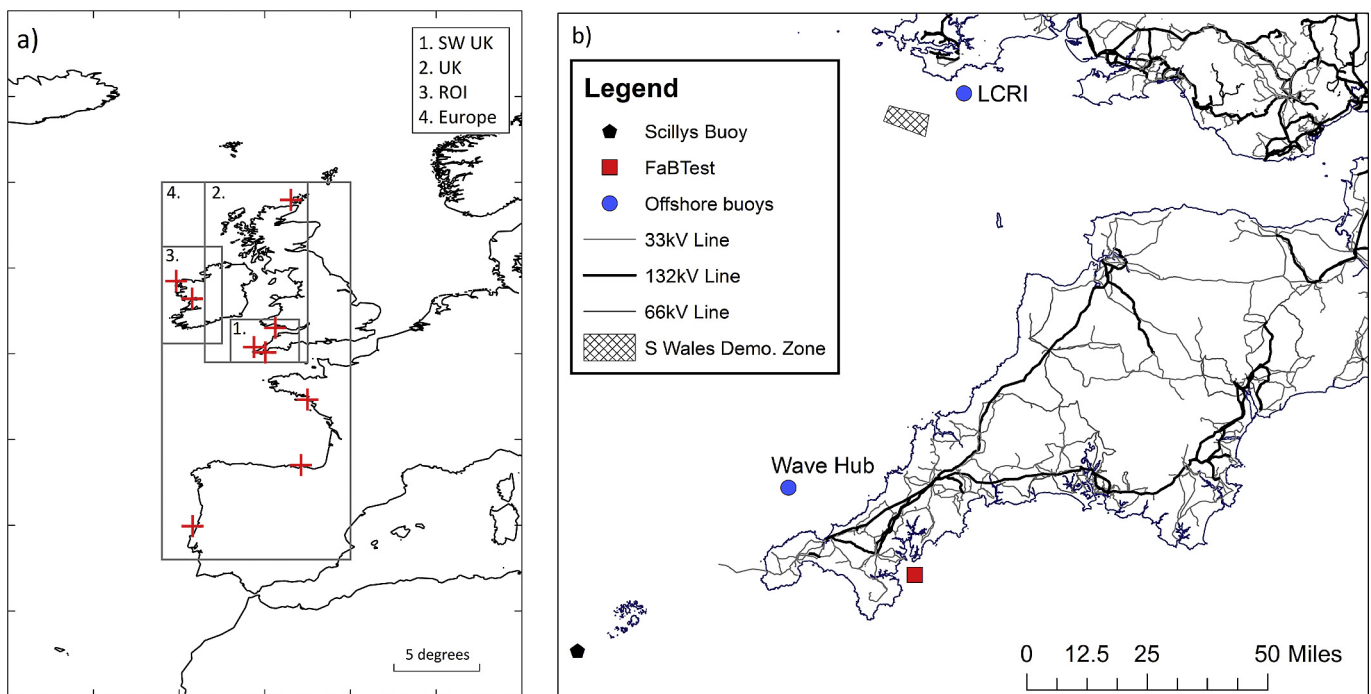 a)
1. SW UK
2. UK
3. ROI
4. Europe
4.
2.
3.
1.
5 degrees
b)
Legend
Scillys Buoy
FaBTest
Offshore buoys
33kV Line
132kV Line
66kV Line
S Wales Demo. Zone
LCRI
Wave Hub
0 12.5 25 50 Miles